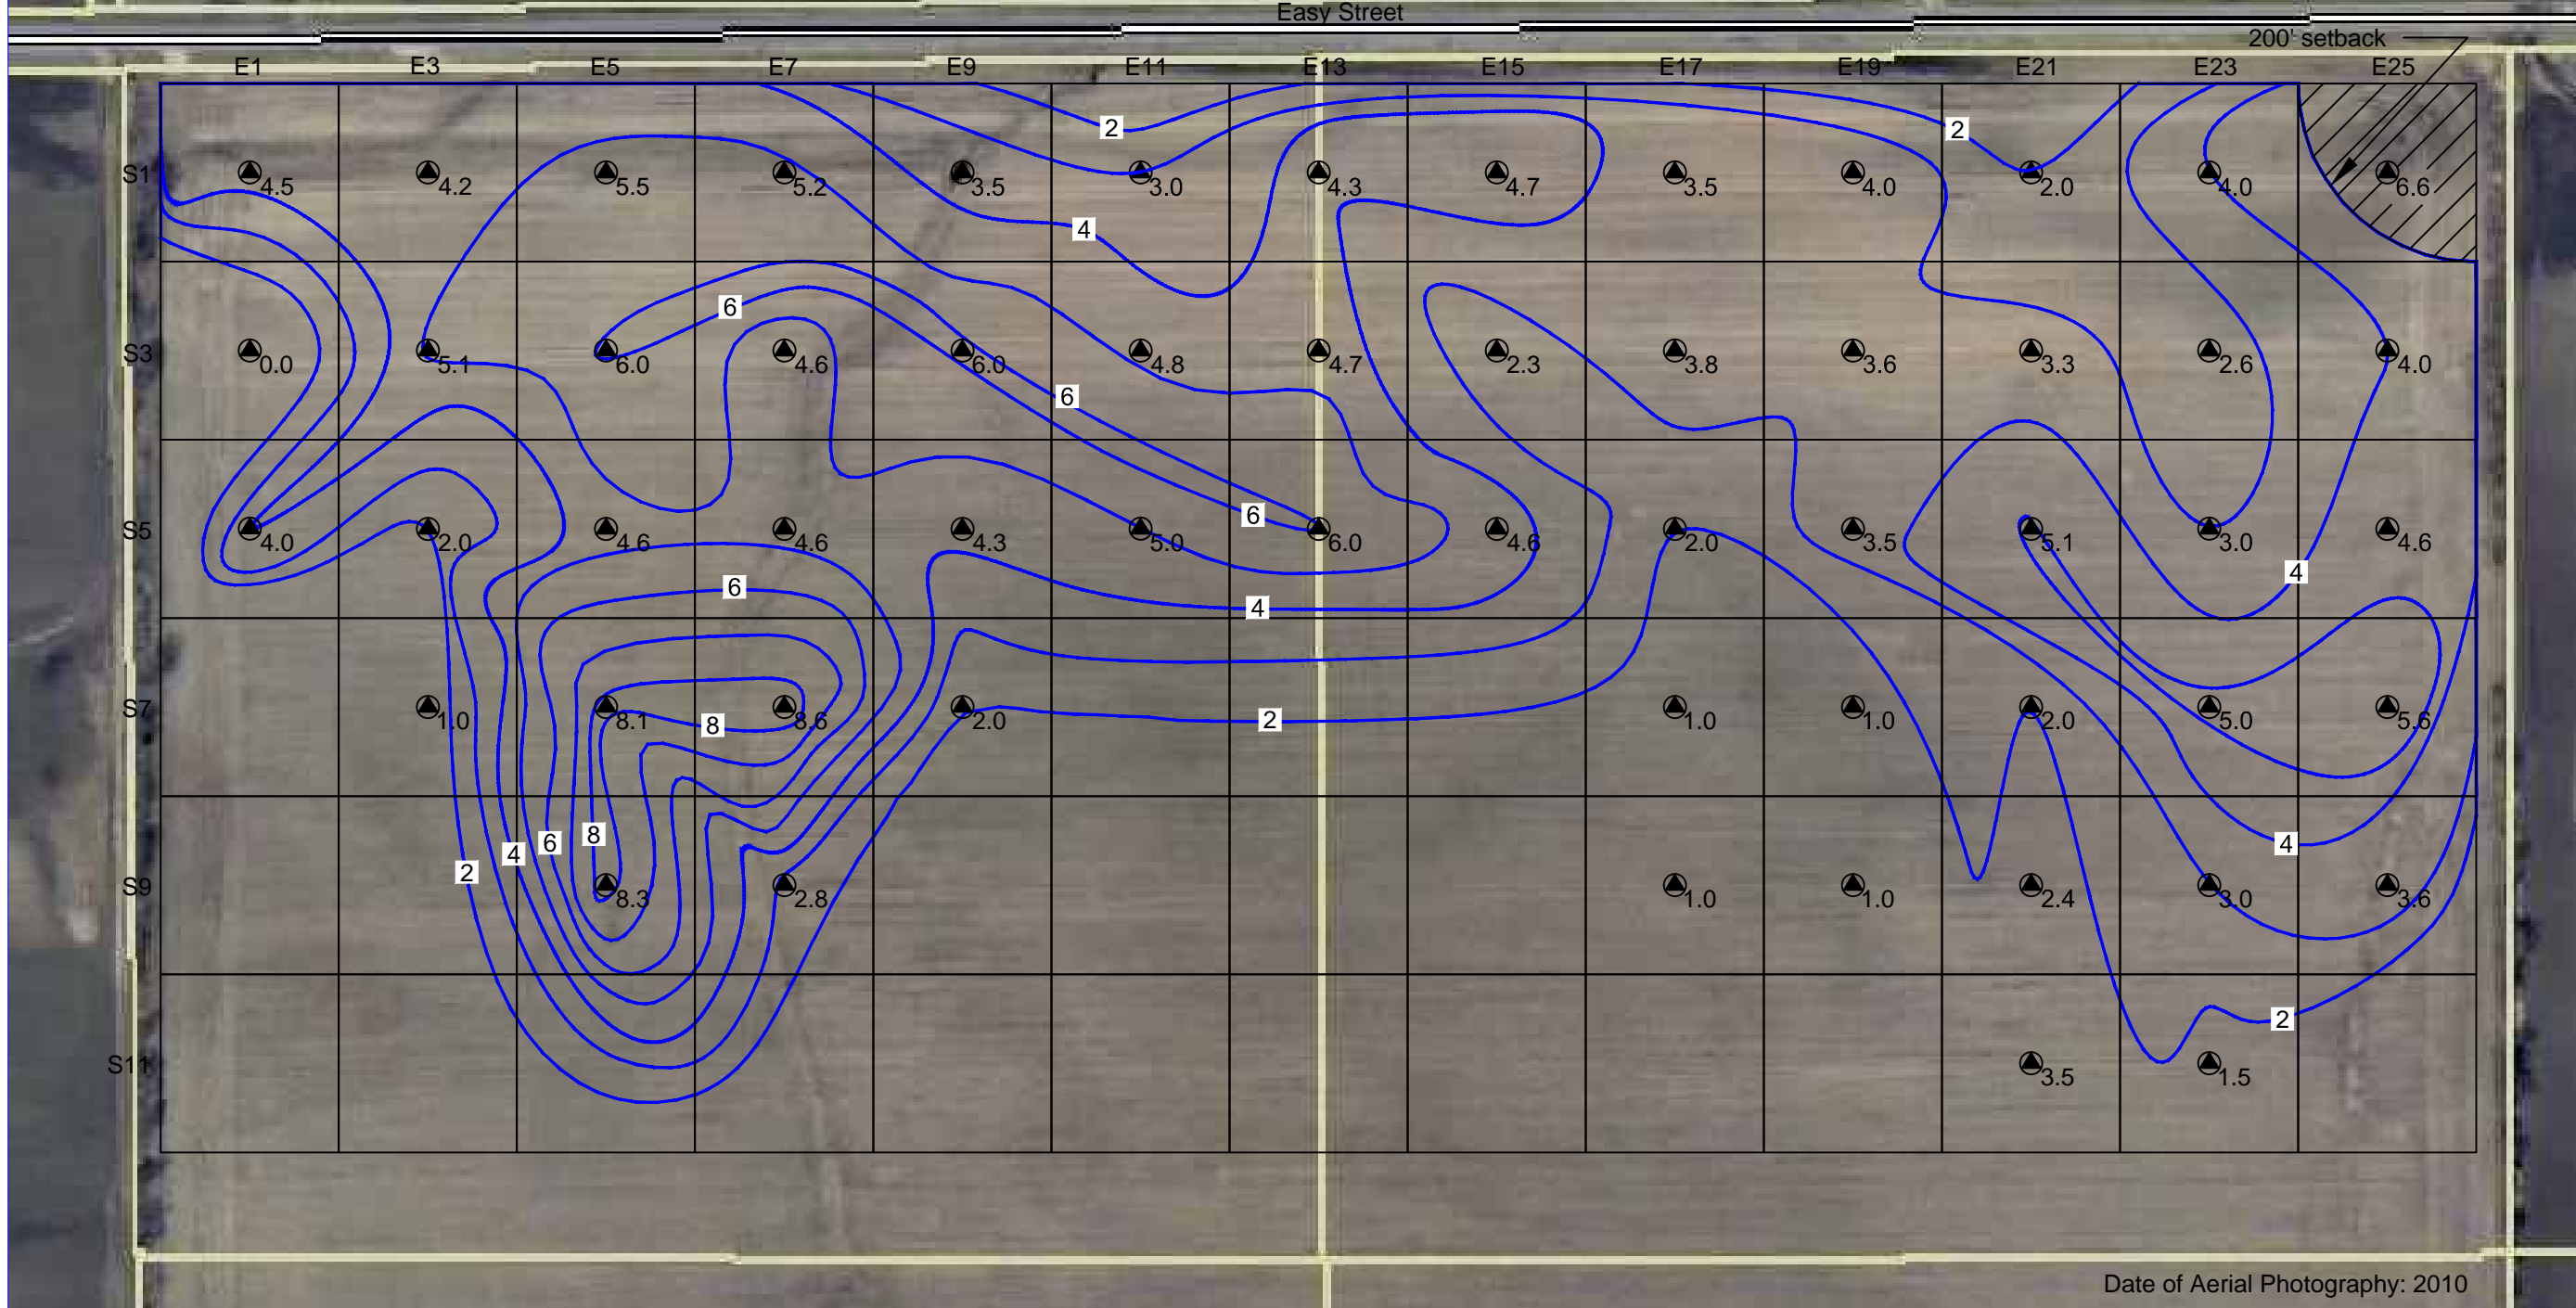 Easy Street
200' setback
E1 E3 E5 E7 E9 E11 E13 E15 E17 E19 E21 E23 E25
2 2
S1 4.5 4.2 5.5 5.2 3.5 3.0 4.3 4.7 3.5 4.0 2.0 4.0 6.6
4
6
S3 0.0 5.1 6.0 4.6 6.0 4.8 4.7 2.3 3.8 3.6 3.3 2.6 4.0
6
6
S5 4.0 2.0 4.6 4.6 4.3 5.0 6.0 4.6 2.0 3.5 5.1 3.0 4.6
4
6
4
S7 1.0 8.1 8.6 2.0 1.0 1.0 2.0 5.0 5.6
8 2
8
6 4
4
2
S9 8.3 2.8 1.0 1.0 2.4 3.0 3.6
2
S11 3.5 1.5
Date of Aerial Photography: 2010